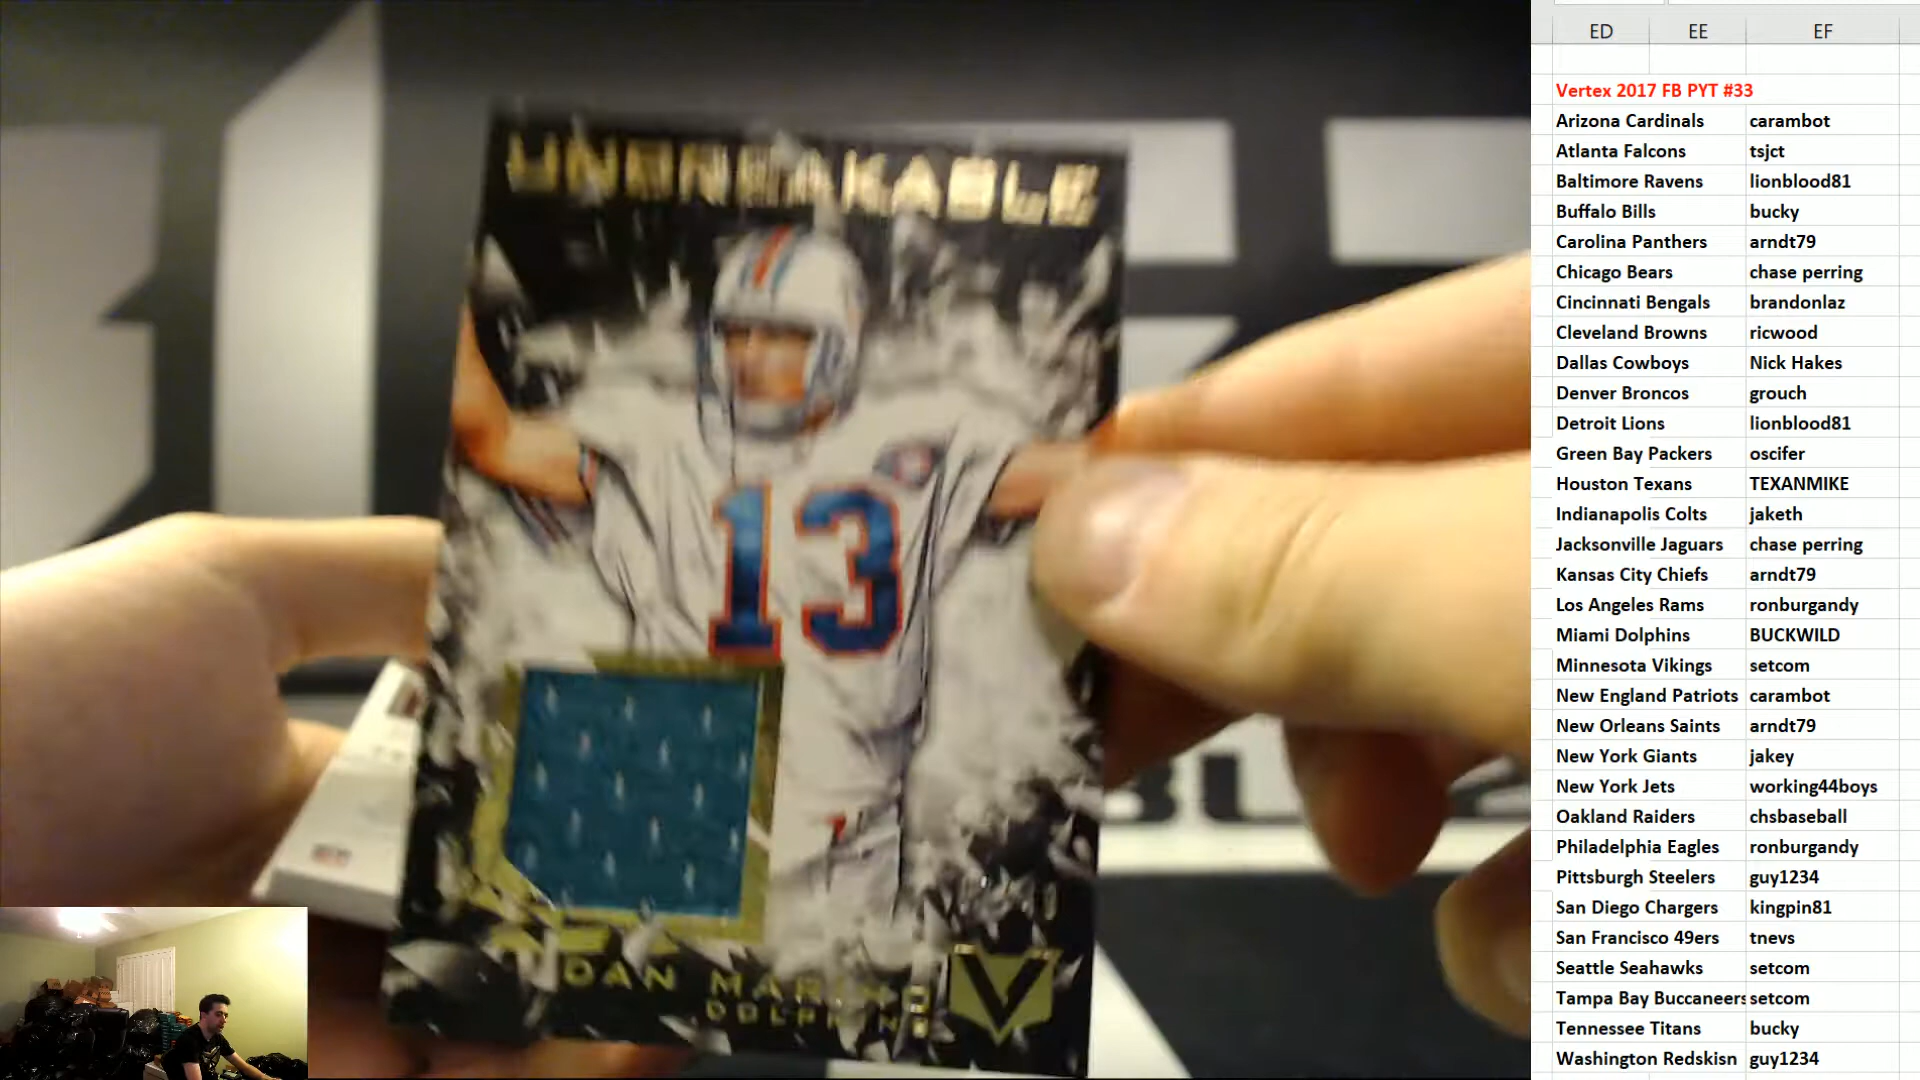 UNBREAKABLE
13
DAN MARINO
DOLPHINS
V
ED EE EF
Vertex 2017 FB PYT #33
Arizona Cardinals carambot
Atlanta Falcons tsjct
Baltimore Ravens lionblood81
Buffalo Bills bucky
Carolina Panthers arndt79
Chicago Bears chase perring
Cincinnati Bengals brandonlaz
Cleveland Browns ricwood
Dallas Cowboys Nick Hakes
Denver Broncos grouch
Detroit Lions lionblood81
Green Bay Packers oscifer
Houston Texans TEXANMIKE
Indianapolis Colts jaketh
Jacksonville Jaguars chase perring
Kansas City Chiefs arndt79
Los Angeles Rams ronburgandy
Miami Dolphins BUCKWILD
Minnesota Vikings setcom
New England Patriots carambot
New Orleans Saints arndt79
New York Giants jakey
New York Jets working44boys
Oakland Raiders chsbaseball
Philadelphia Eagles ronburgandy
Pittsburgh Steelers guy1234
San Diego Chargers kingpin81
San Francisco 49ers tnevs
Seattle Seahawks setcom
Tampa Bay Buccaneers setcom
Tennessee Titans bucky
Washington Redskisn guy1234